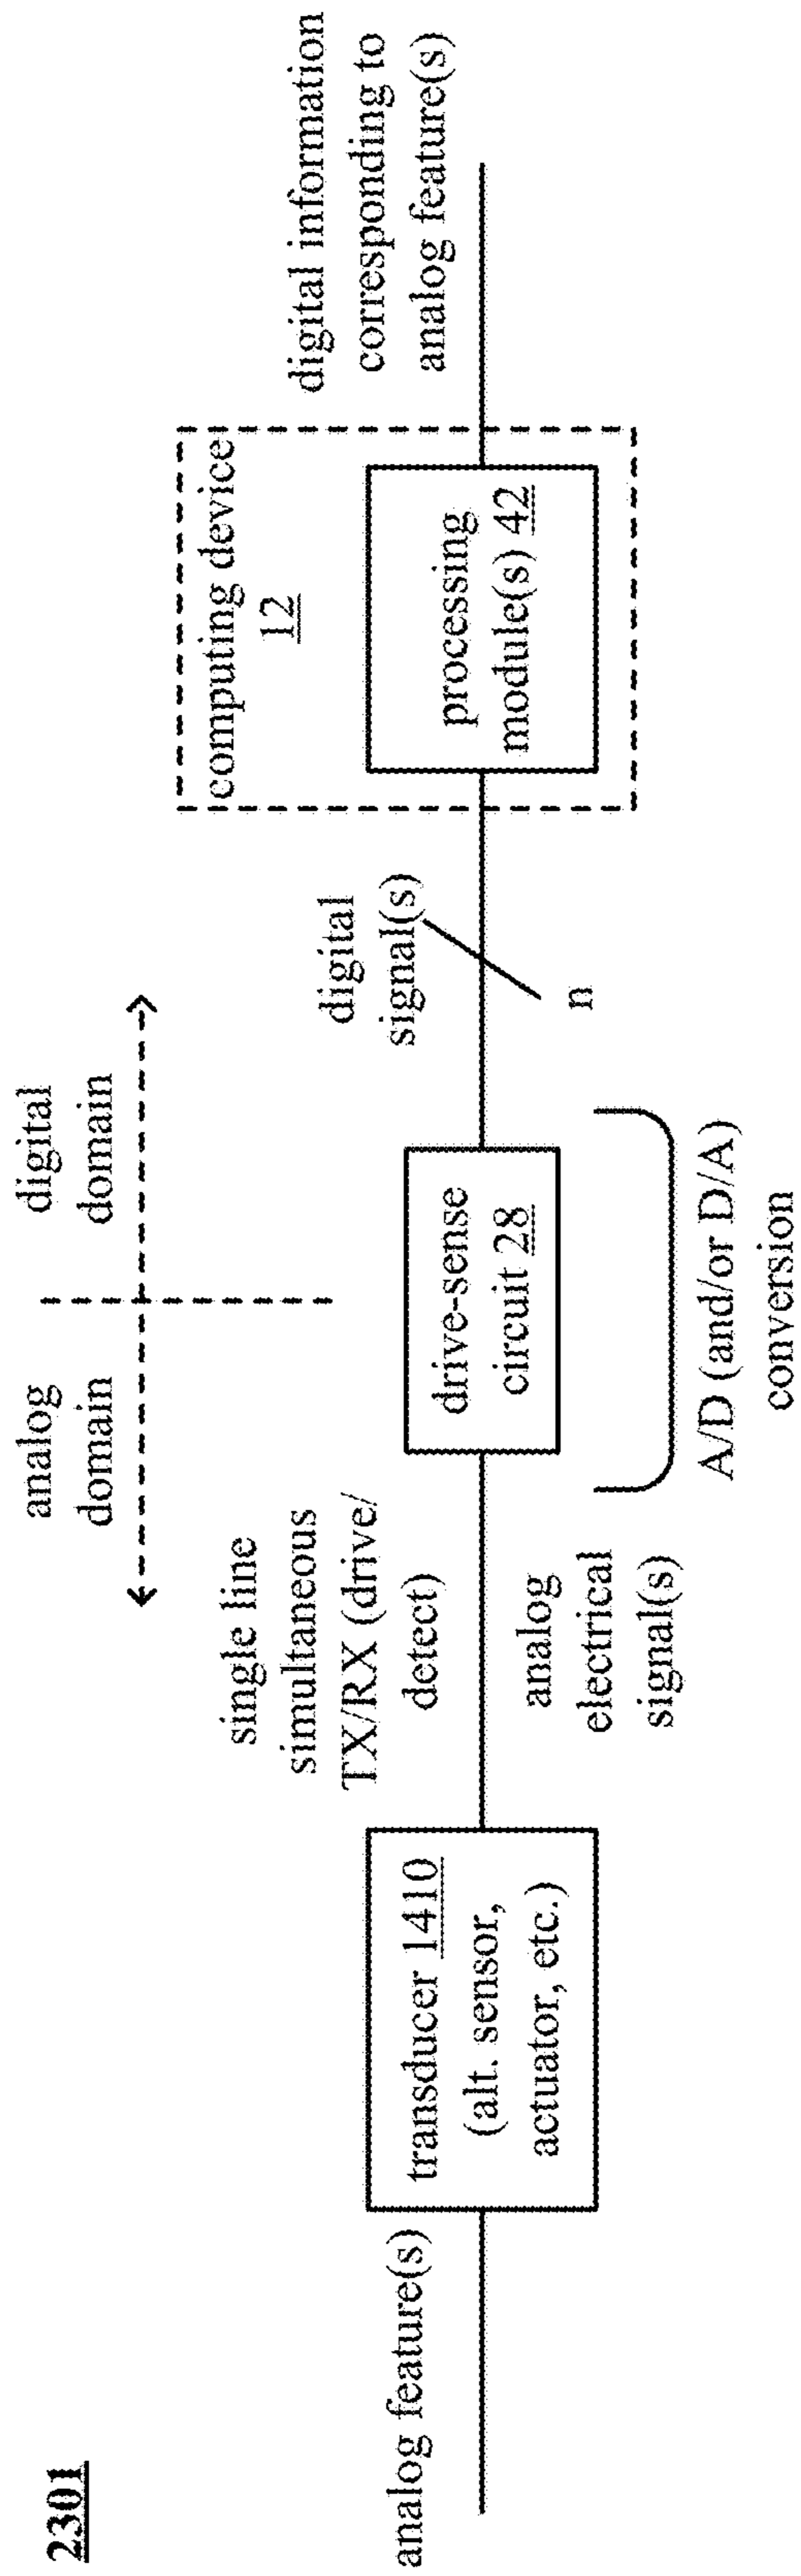 2301
analog
domain
digital
domain
analog feature(s)
transducer 1410
(alt. sensor,
actuator, etc.)
single line
simultaneous
TX/RX (drive/
detect)
analog
electrical
signal(s)
drive-sense
circuit 28
A/D (and/or D/A)
conversion
digital
signal(s)
n
computing device
12
processing
module(s) 42
digital information
corresponding to
analog feature(s)